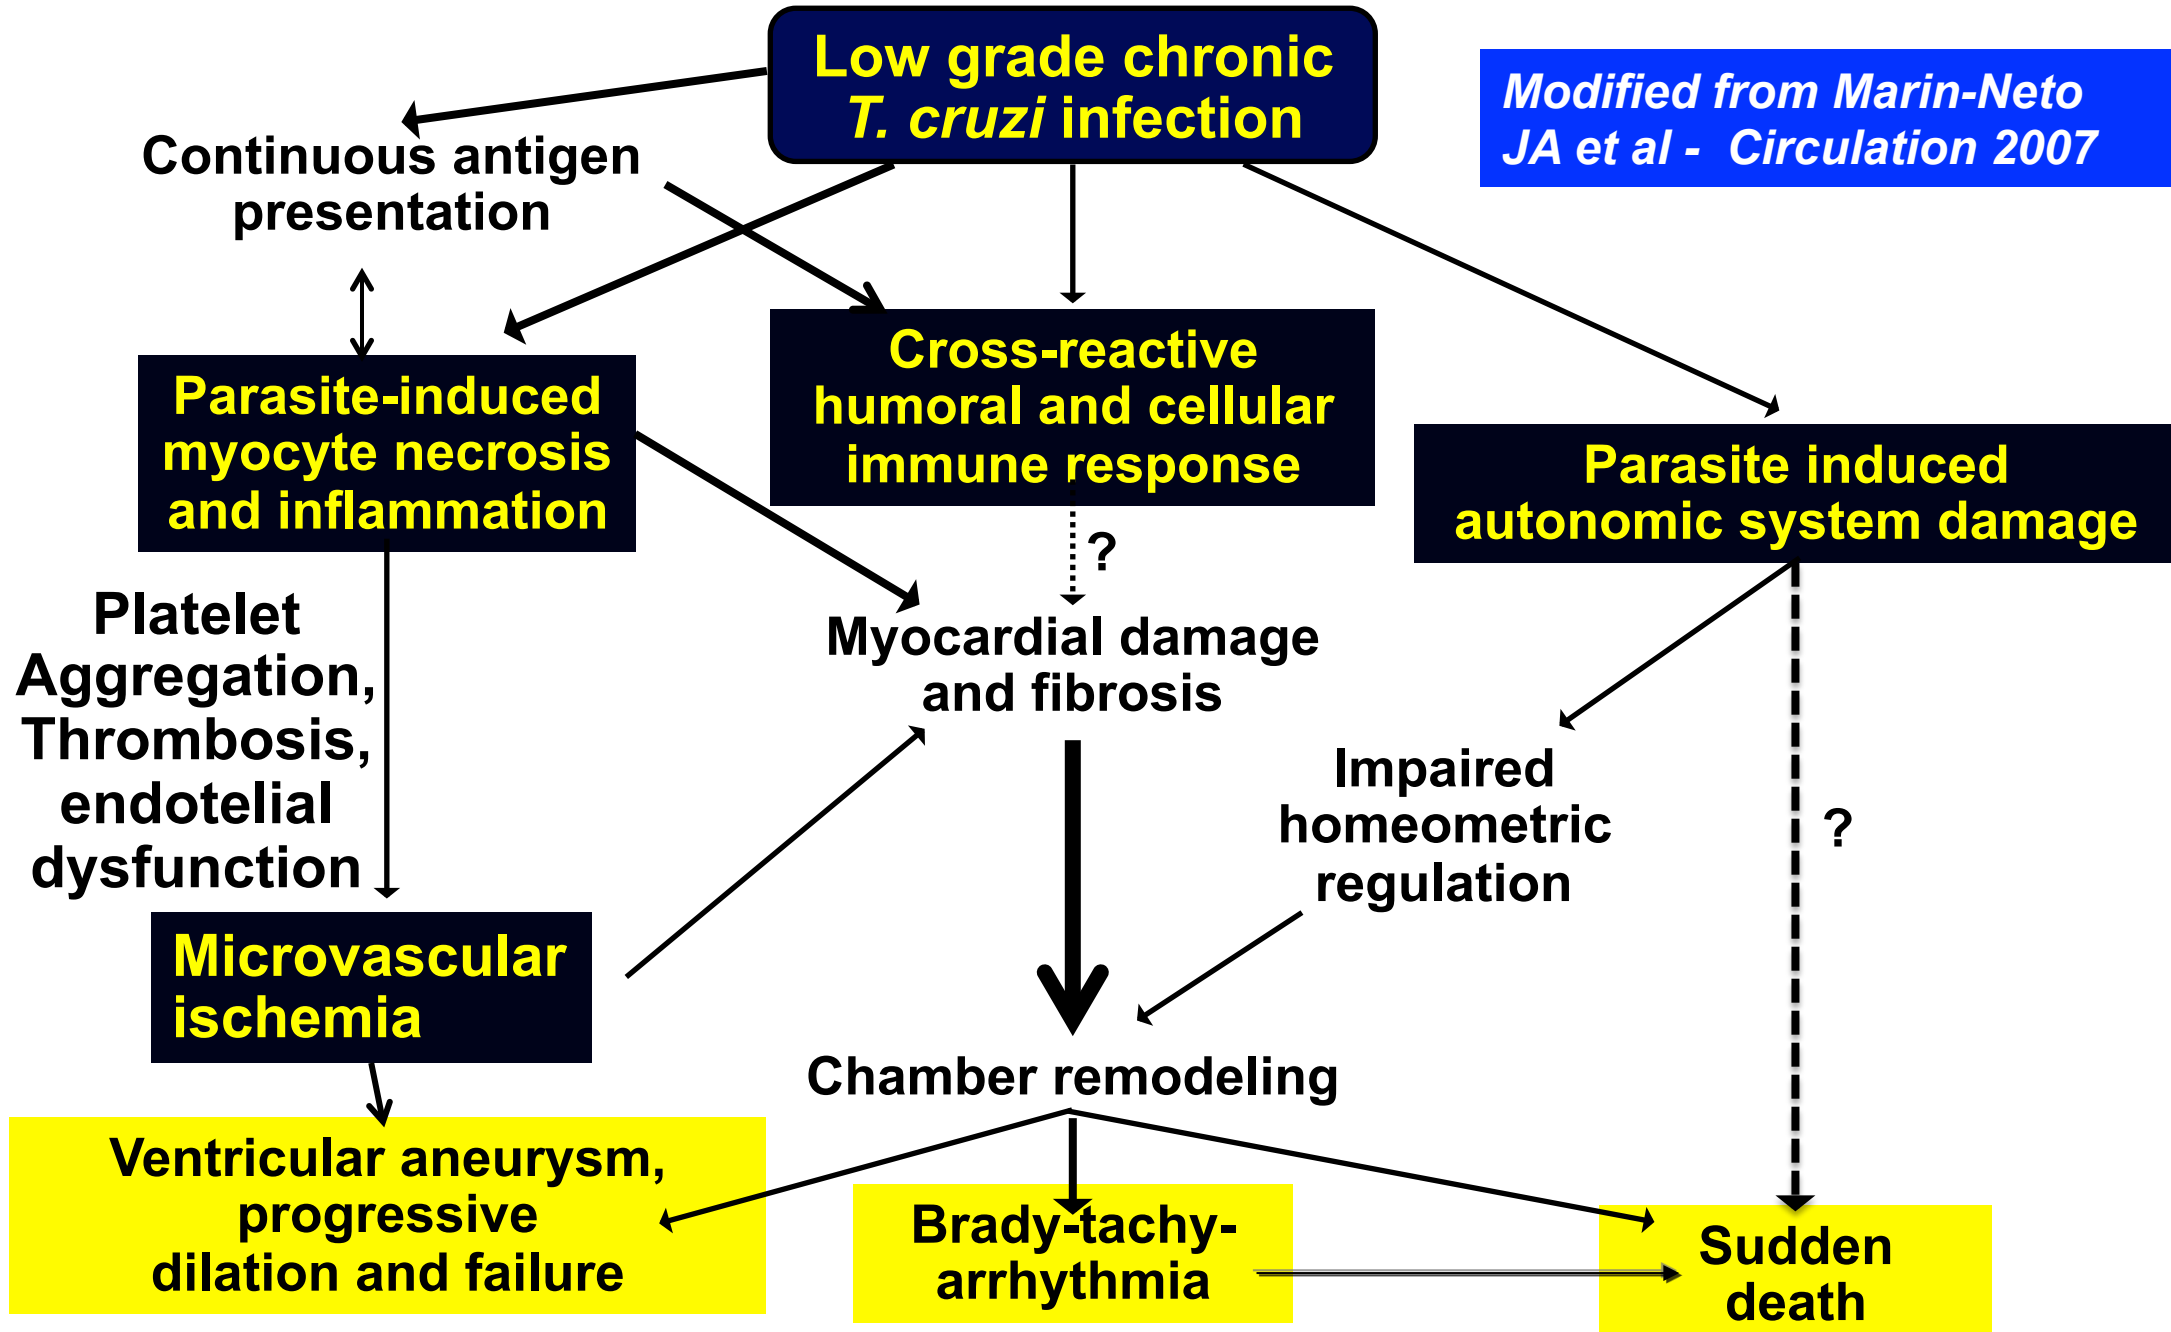 Low grade chronic
T. cruzi infection
Modified from Marin-Neto
JA et al - Circulation 2007
Continuous antigen
presentation
Cross-reactive
humoral and cellular
immune response
Parasite-induced
myocyte necrosis
and inflammation
Parasite induced
autonomic system damage
?
Platelet
Aggregation,
Thrombosis,
endotelial
dysfunction
Myocardial damage
and fibrosis
Impaired
homeometric
regulation
?
Microvascular
ischemia
Chamber remodeling
Ventricular aneurysm,
progressive
dilation and failure
Brady-tachy-
arrhythmia
Sudden
death